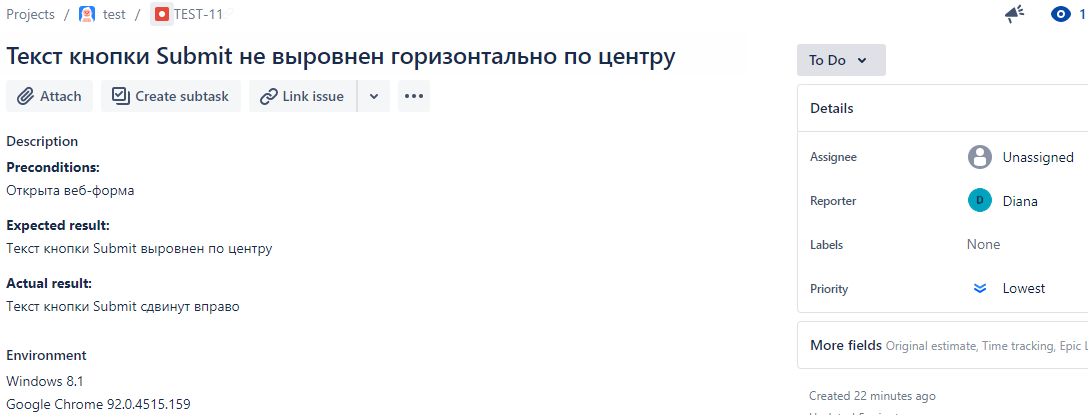 Projects / test / TEST-11
1
Текст кнопки Submit не выровнен горизонтально по центру
Attach Create subtask Link issue
Description
Preconditions:
Открыта веб-форма
Expected result:
Текст кнопки Submit выровнен по центру
Actual result:
Текст кнопки Submit сдвинут вправо
Environment
Windows 8.1
Google Chrome 92.0.4515.159
To Do
Details
Assignee Unassigned
Reporter D Diana
Labels None
Priority Lowest
More fields Original estimate, Time tracking, Epic L
Created 22 minutes ago